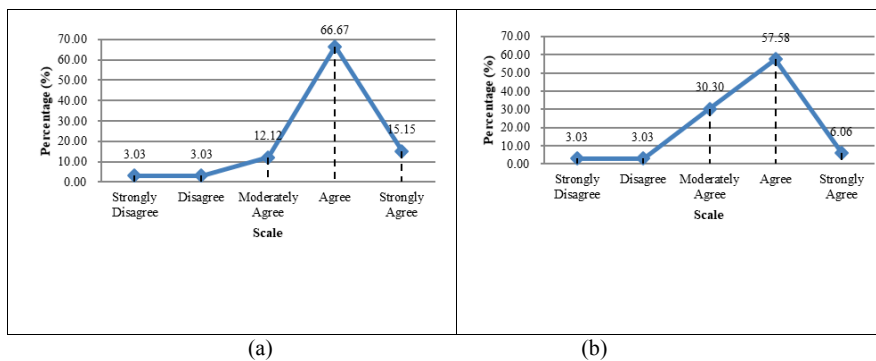 70.00
60.00
50.00
40.00
30.00
20.00
10.00
0.00
Percentage (%)
3.03
3.03
12.12
66.67
15.15
Strongly
Disagree
Disagree
Moderately
Agree
Agree
Strongly
Agree
Scale
(a)
70.00
60.00
50.00
40.00
30.00
20.00
10.00
0.00
Percentage (%)
3.03
3.03
30.30
57.58
6.06
Strongly
Disagree
Disagree
Moderately
Agree
Agree
Strongly
Agree
Scale
(b)